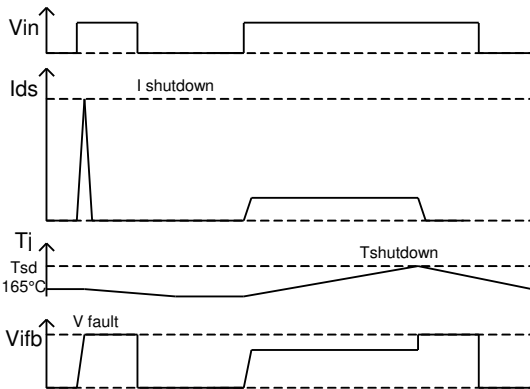 Vin
Ids
I shutdown
Tj
Tshutdown
Tsd
165°C
V fault
Vifb